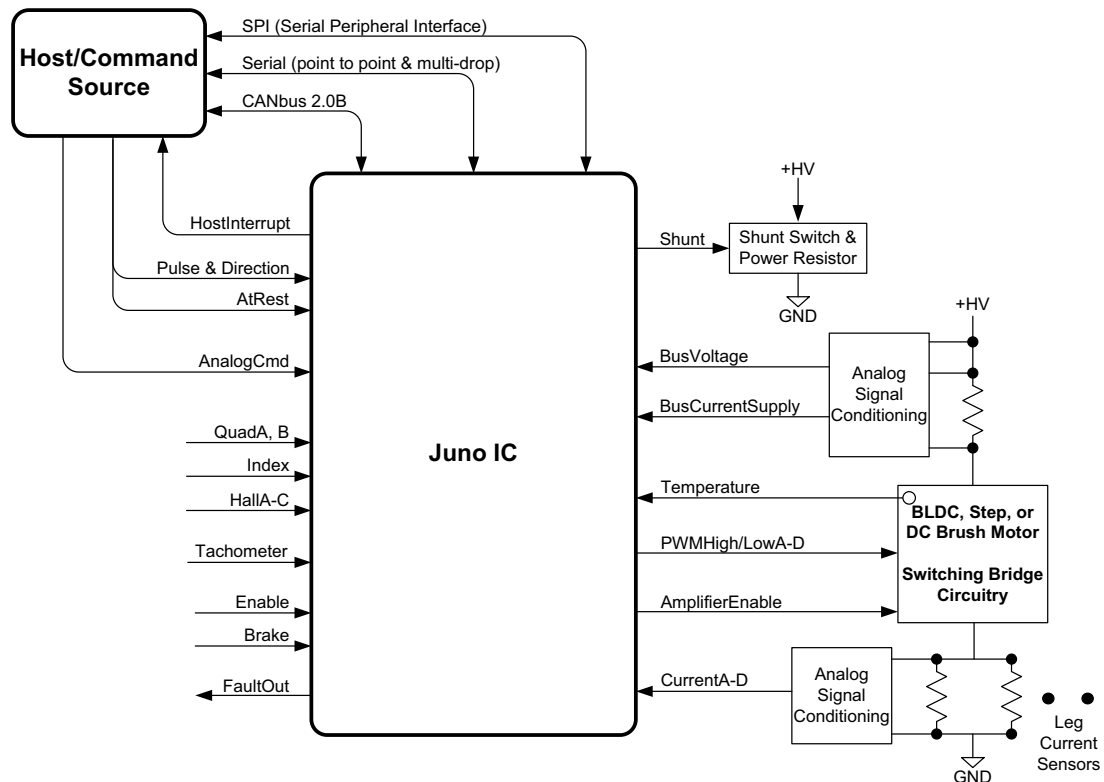 SPI (Serial Peripheral Interface)
Host/Command
Source
Serial (point to point & multi-drop)
CANbus 2.0B
HostInterrupt
Pulse & Direction
AtRest
AnalogCmd
QuadA, B
Index
HallA-C
Tachometer
Enable
Brake
FaultOut
Juno IC
+HV
Shunt
Shunt Switch &
Power Resistor
GND
+HV
BusVoltage
BusCurrentSupply
Analog
Signal
Conditioning
Temperature
PWMHigh/LowA-D
AmplifierEnable
BLDC, Step, or
DC Brush Motor
Switching Bridge
Circuitry
CurrentA-D
Analog
Signal
Conditioning
Leg
Current
Sensors
GND